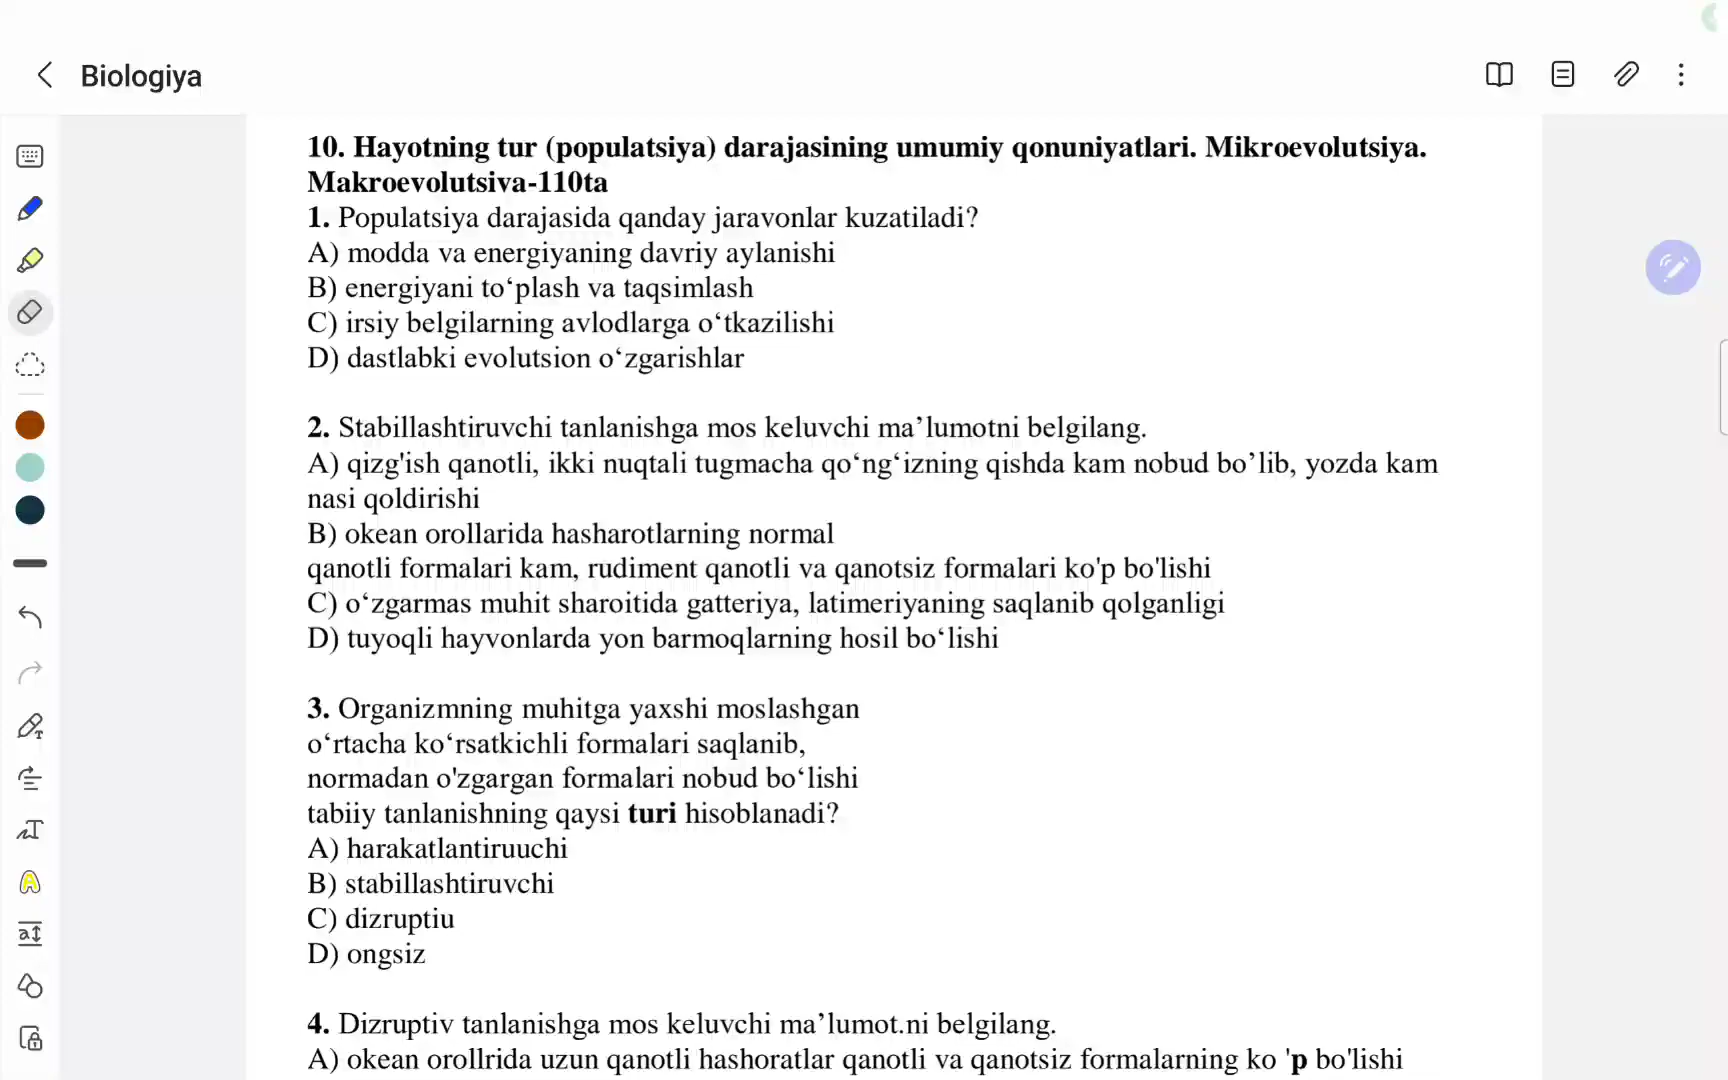 Biologiya
10. Hayotning tur (populatsiya) darajasining umumiy qonuniyatlari. Mikroevolutsiya.
Makroevolutsiva-110ta
1. Populatsiya darajasida qanday jaravonlar kuzatiladi?
A) modda va energiyaning davriy aylanishi
B) energiyani to‘plash va taqsimlash
C) irsiy belgilarning avlodlarga o‘tkazilishi
D) dastlabki evolutsion o‘zgarishlar
2. Stabillashtiruvchi tanlanishga mos keluvchi ma’lumotni belgilang.
A) qizg'ish qanotli, ikki nuqtali tugmacha qo‘ng‘izning qishda kam nobud bo’lib, yozda kam
nasi qoldirishi
B) okean orollarida hasharotlarning normal
qanotli formalari kam, rudiment qanotli va qanotsiz formalari ko'p bo'lishi
C) o‘zgarmas muhit sharoitida gatteriya, latimeriyaning saqlanib qolganligi
D) tuyoqli hayvonlarda yon barmoqlarning hosil bo‘lishi
3. Organizmning muhitga yaxshi moslashgan
o‘rtacha ko‘rsatkichli formalari saqlanib,
normadan o'zgargan formalari nobud bo‘lishi
tabiiy tanlanishning qaysi turi hisoblanadi?
A) harakatlantiruuchi
B) stabillashtiruvchi
C) dizruptiu
D) ongsiz
4. Dizruptiv tanlanishga mos keluvchi ma’lumot.ni belgilang.
A) okean orollrida uzun qanotli hashoratlar qanotli va qanotsiz formalarning ko 'p bo'lishi